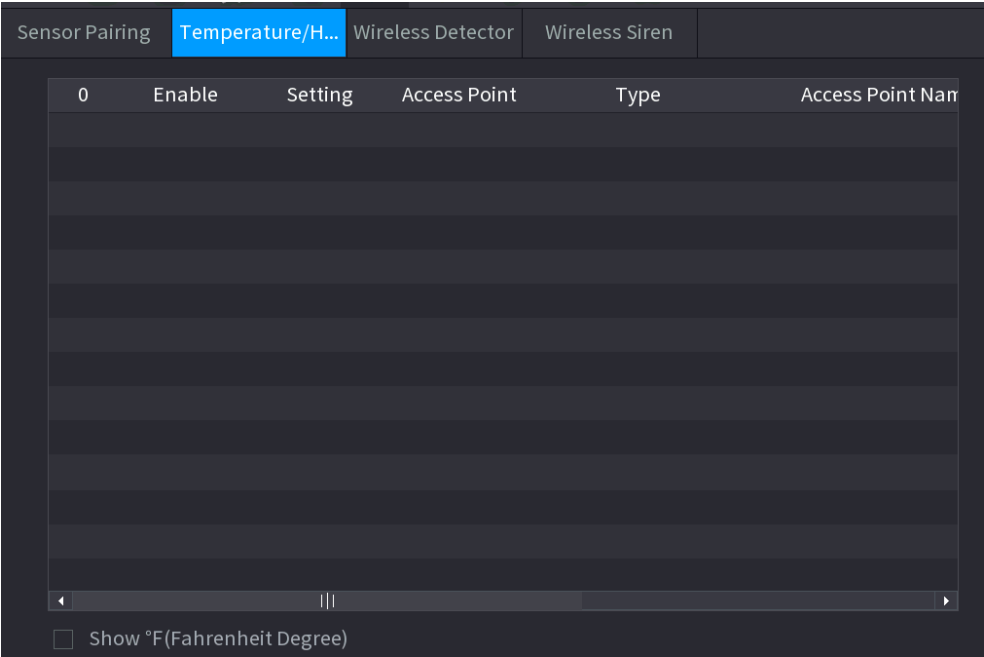 Sensor Pairing Temperature/H... Wireless Detector Wireless Siren
0 Enable Setting Access Point Type Access Point Nam
Show °F(Fahrenheit Degree)